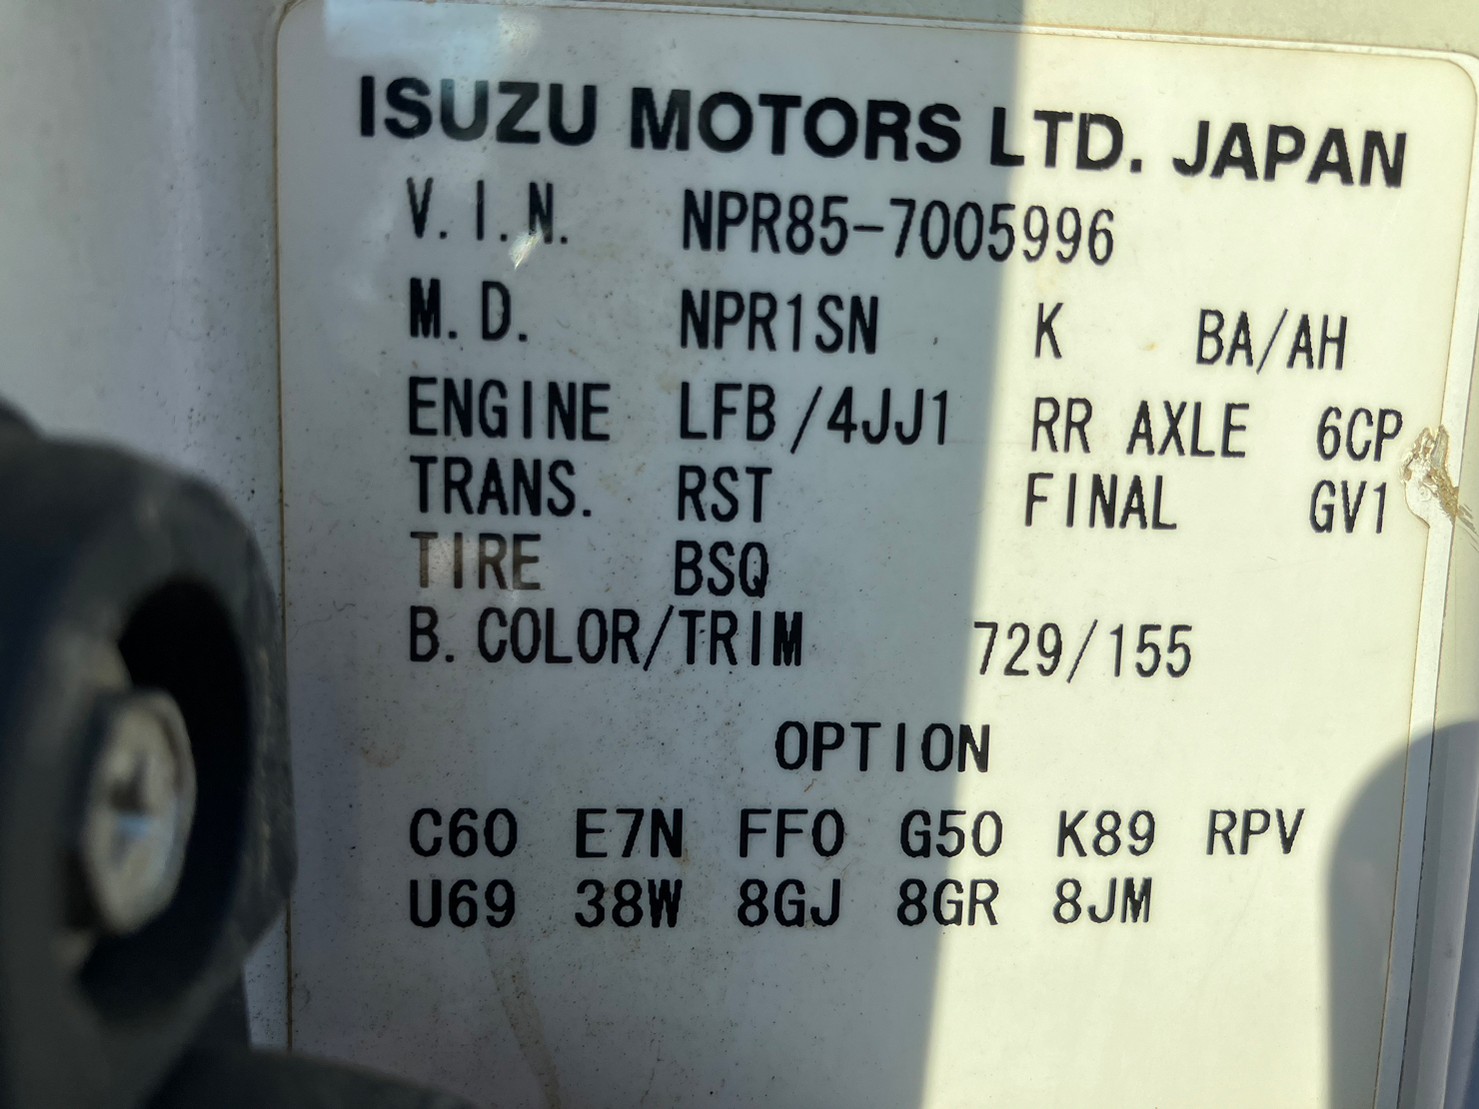 ISUZU MOTORS LTD. JAPAN
V.I.N. NPR85-7005996
M.D. NPR1SN K BA/AH
ENGINE LFB/4JJ1 RR AXLE 6CP
TRANS. RST FINAL GV1
TIRE BSQ
B.COLOR/TRIM 729/155
OPTION
C60 E7N FF0 G50 K89 RPV
U69 38W 8GJ 8GR 8JM